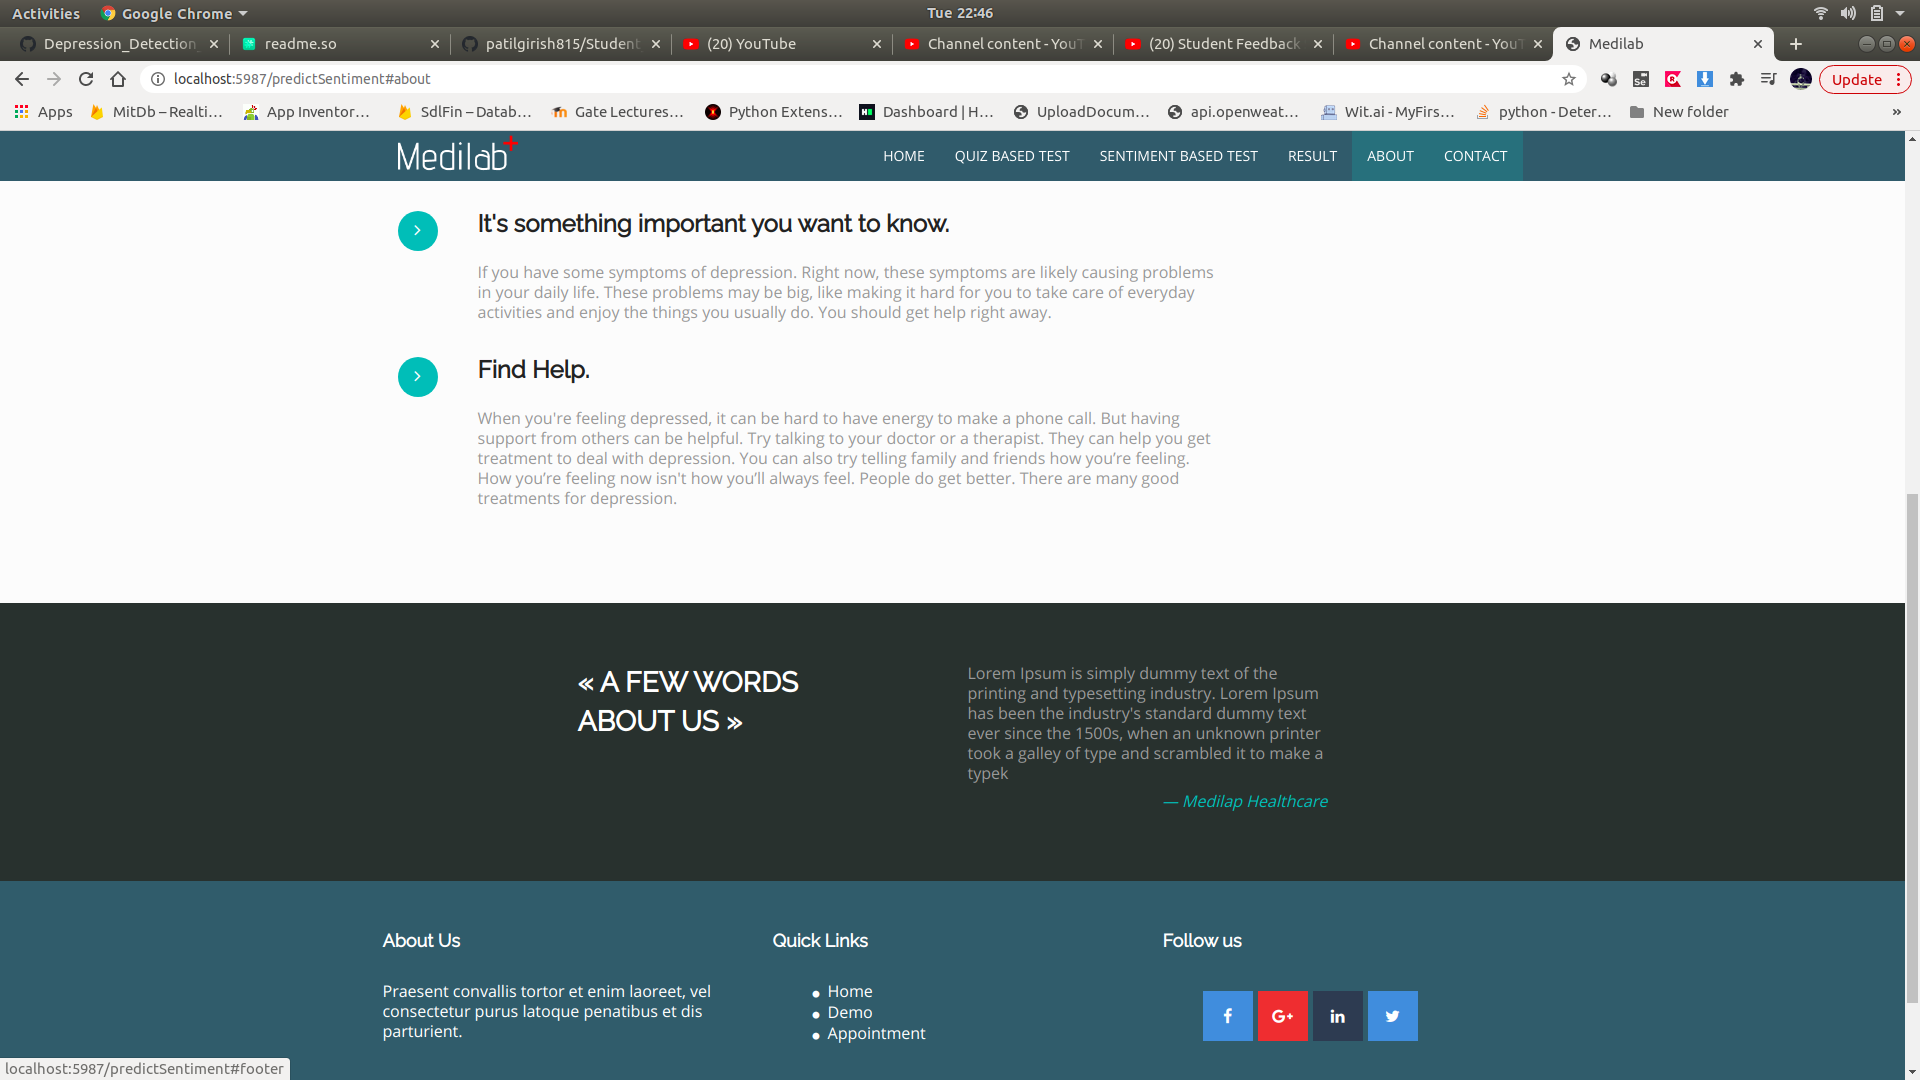 Activities Google Chrome Tue 22:46
Depression_Detection readme.so patilgirish815/Student (20) YouTube Channel content - YouT (20) Student Feedback Channel content - YouT Medilab
localhost:5987/predictSentiment#about Update
Apps MitDb – Realti... App Inventor... SdlFin – Datab... Gate Lectures... Python Extens... Dashboard | H... UploadDocum... api.openweat... Wit.ai - MyFirs... python - Deter... New folder »
Medilab HOME QUIZ BASED TEST SENTIMENT BASED TEST RESULT ABOUT CONTACT
It's something important you want to know.
If you have some symptoms of depression. Right now, these symptoms are likely causing problems
in your daily life. These problems may be big, like making it hard for you to take care of everyday
activities and enjoy the things you usually do. You should get help right away.
Find Help.
When you're feeling depressed, it can be hard to have energy to make a phone call. But having
support from others can be helpful. Try talking to your doctor or a therapist. They can help you get
treatment to deal with depression. You can also try telling family and friends how you’re feeling.
How you’re feeling now isn't how you’ll always feel. People do get better. There are many good
treatments for depression.
« A FEW WORDS
ABOUT US »
Lorem Ipsum is simply dummy text of the
printing and typesetting industry. Lorem Ipsum
has been the industry's standard dummy text
ever since the 1500s, when an unknown printer
took a galley of type and scrambled it to make a
typek
— Medilap Healthcare
About Us
Praesent convallis tortor et enim laoreet, vel
consectetur purus latoque penatibus et dis
parturient.
Quick Links
Home
Demo
Appointment
Follow us
localhost:5987/predictSentiment#footer